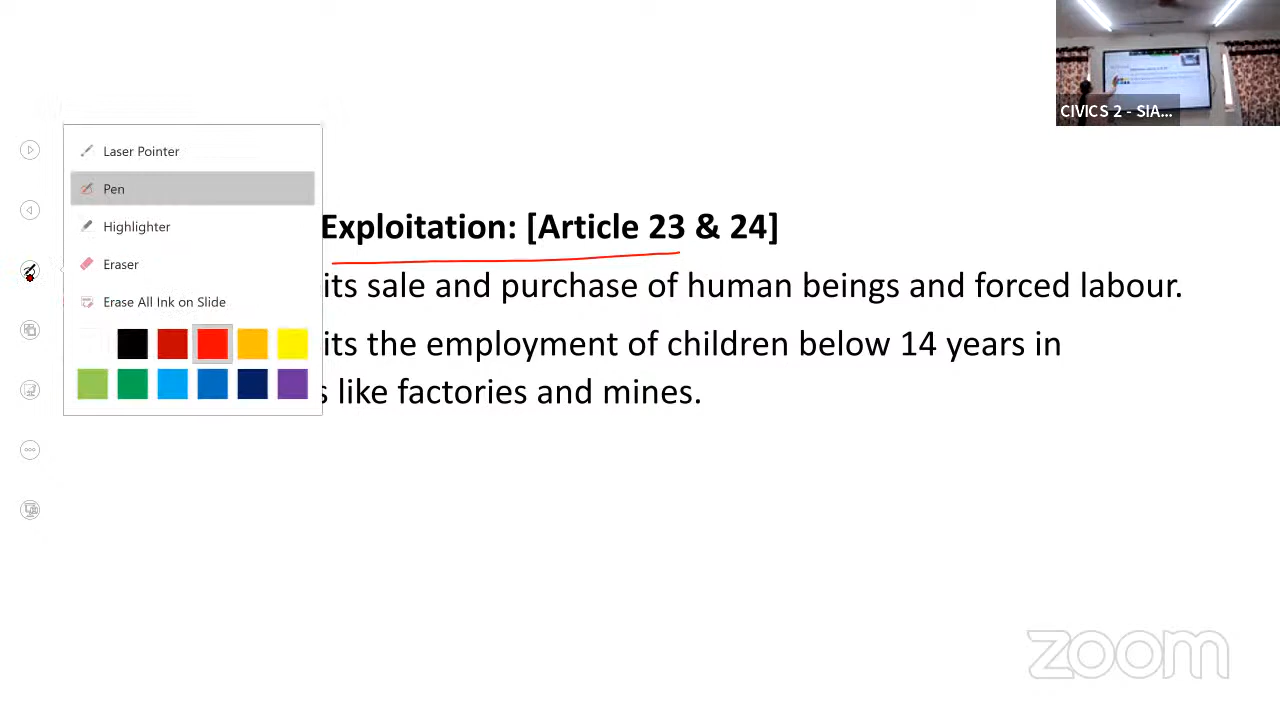 CIVICS 2 - SIA...
Laser Pointer
Pen
Highlighter
Eraser
Erase All Ink on Slide
Exploitation: [Article 23 & 24]
its sale and purchase of human beings and forced labour.
its the employment of children below 14 years in
s like factories and mines.
zoom